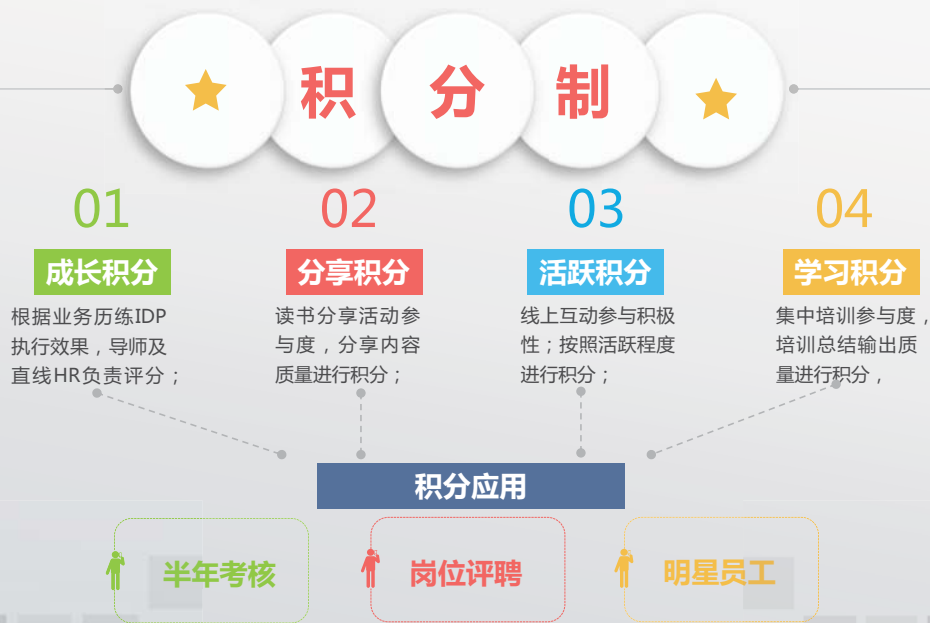 积分制
01
成长积分
根据业务历练IDP
执行效果，导师及
直线HR负责评分；
02
分享积分
读书分享活动参
与度，分享内容
质量进行积分；
03
活跃积分
线上互动参与积极
性；按照活跃程度
进行积分；
04
学习积分
集中培训参与度，
培训总结输出质
量进行积分，
积分应用
半年考核
岗位评聘
明星员工